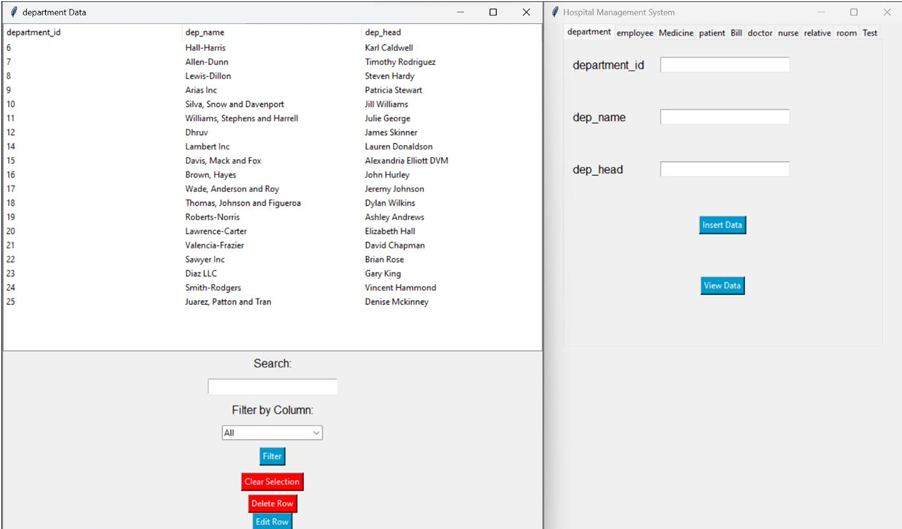 department Data
department_id dep_name dep_head
6 Hall-Harris Karl Caldwell
7 Allen-Dunn Timothy Rodriguez
8 Lewis-Dillon Steven Hardy
9 Arias Inc Patricia Stewart
10 Silva, Snow and Davenport Jill Williams
11 Williams, Stephens and Harrell Julie George
12 Dhruv James Skinner
14 Lambert Inc Lauren Donaldson
15 Davis, Mack and Fox Alexandria Elliott DVM
16 Brown, Hayes John Hurley
17 Wade, Anderson and Roy Jeremy Johnson
18 Thomas, Johnson and Figueroa Dylan Wilkins
19 Roberts-Norris Ashley Andrews
20 Lawrence-Carter Elizabeth Hall
21 Valencia-Frazier David Chapman
22 Sawyer Inc Brian Rose
23 Diaz LLC Gary King
24 Smith-Rodgers Vincent Hammond
25 Juarez, Patton and Tran Denise Mckinney
Search:
Filter by Column:
All
Filter
Clear Selection
Delete Row
Edit Row
Hospital Management System
department employee Medicine patient Bill doctor nurse relative room Test
department_id
dep_name
dep_head
Insert Data
View Data